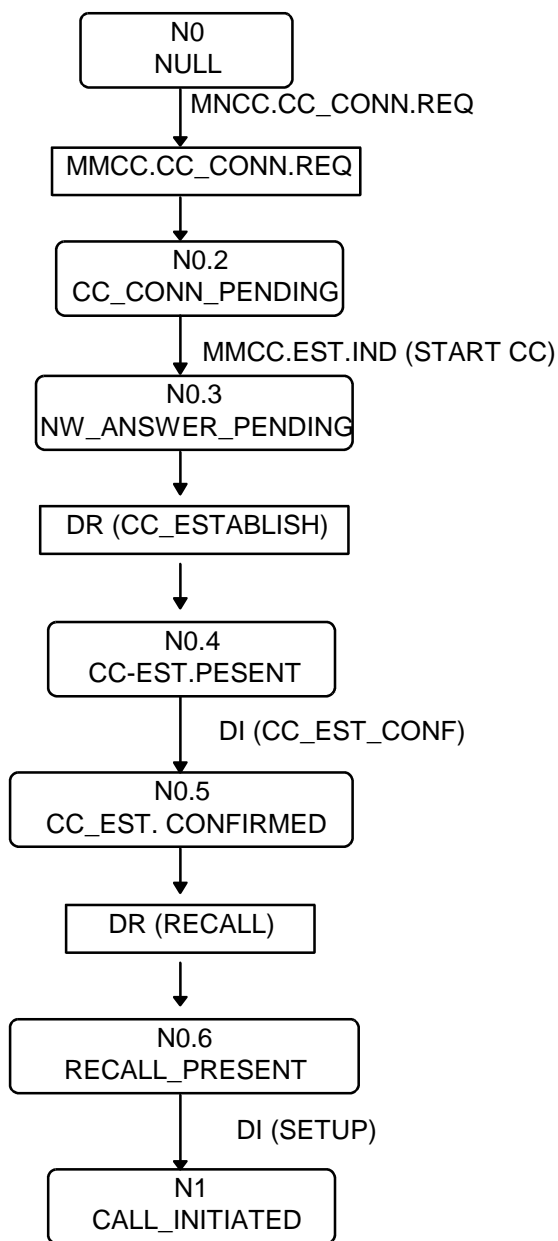 N0
NULL
MNCC.CC_CONN.REQ
MMCC.CC_CONN.REQ
N0.2
CC_CONN_PENDING
MMCC.EST.IND (START CC)
N0.3
NW_ANSWER_PENDING
DR (CC_ESTABLISH)
N0.4
CC-EST.PESENT
DI (CC_EST_CONF)
N0.5
CC_EST. CONFIRMED
DR (RECALL)
N0.6
RECALL_PRESENT
DI (SETUP)
N1
CALL_INITIATED